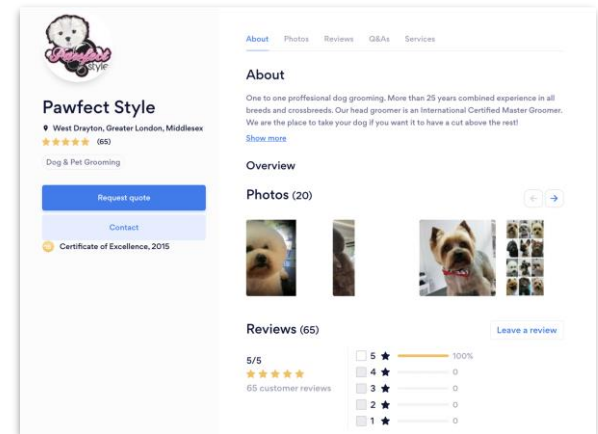 Pawfect
style
Pawfect Style
West Drayton, Greater London, Middlesex
(65)
Dog & Pet Grooming
Request quote
Contact
Certificate of Excellence, 2015
About Photos Reviews Q&As Services
About
One to one proffesional dog grooming. More than 25 years combined experience in all
breeds and crossbreeds. Our head groomer is an International Certified Master Groomer.
We are the place to take your dog if you want it to have a cut above the rest!
Show more
Overview
Photos (20)
Reviews (65)
Leave a review
5/5
65 customer reviews
5 100%
4 0
3 0
2 0
1 0